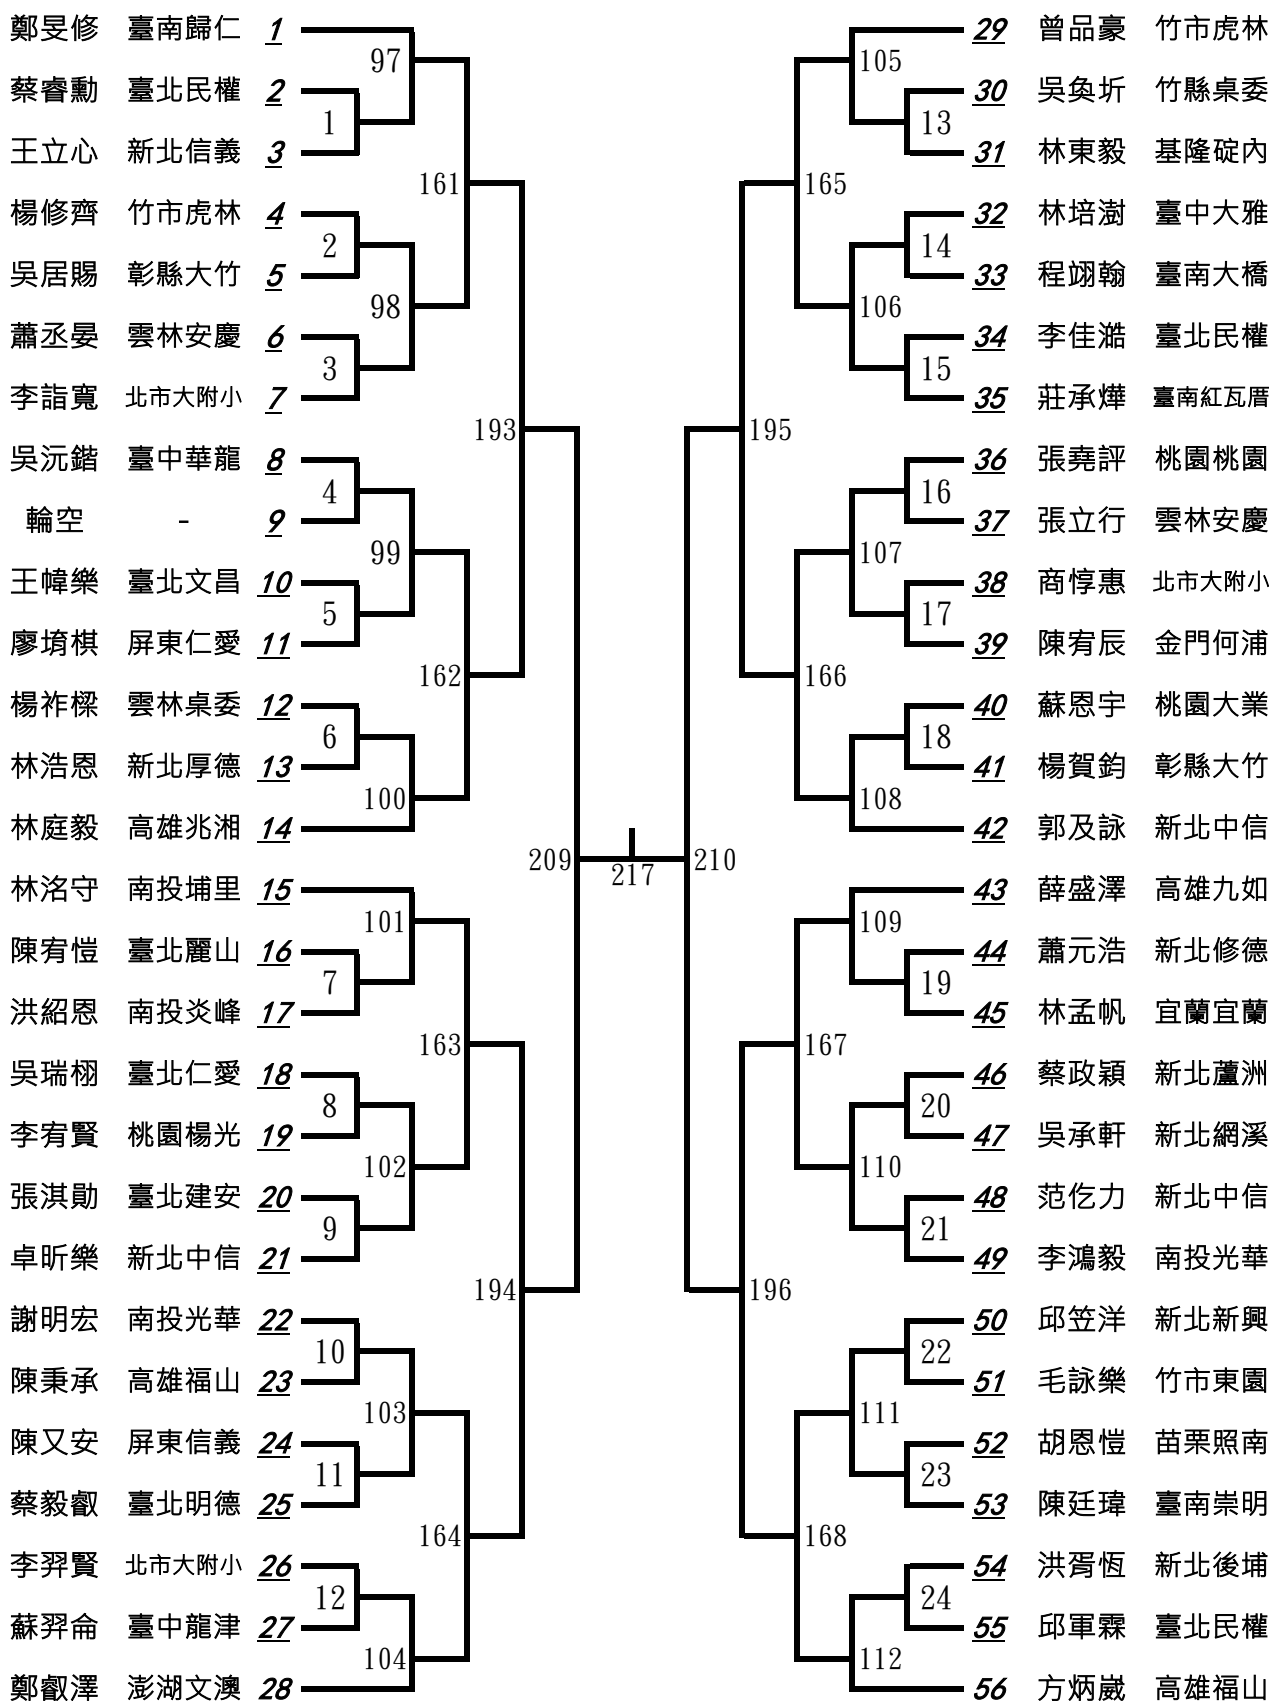 鄭旻修 臺南歸仁 1
97
蔡睿勳 臺北民權 2
1
王立心 新北信義 3
161
楊修齊 竹市虎林 4
2
吳居賜 彰縣大竹 5
98
蕭丞晏 雲林安慶 6
3
李詣寬 北市大附小 7
193
吳沅鍇 臺中華龍 8
4
輪空 - 9
99
王幃樂 臺北文昌 10
5
廖堉棋 屏東仁愛 11
162
楊祚樑 雲林桌委 12
6
林浩恩 新北厚德 13
100
林庭毅 高雄兆湘 14
209
林洺守 南投埔里 15
101
陳宥愷 臺北麗山 16
7
洪紹恩 南投炎峰 17
163
吳瑞栩 臺北仁愛 18
8
李宥賢 桃園楊光 19
102
張淇勛 臺北建安 20
9
卓昕樂 新北中信 21
194
謝明宏 南投光華 22
10
陳秉承 高雄福山 23
103
陳又安 屏東信義 24
11
蔡毅叡 臺北明德 25
164
李羿賢 北市大附小 26
12
蘇羿侖 臺中龍津 27
104
鄭叡澤 澎湖文澳 28
217
29 曾品豪 竹市虎林
105
30 吳奐圻 竹縣桌委
13
31 林東毅 基隆碇內
165
32 林培澍 臺中大雅
14
33 程翊翰 臺南大橋
106
34 李佳澔 臺北民權
15
35 莊承燁 臺南紅瓦厝
195
36 張堯評 桃園桃園
16
37 張立行 雲林安慶
107
38 商惇惠 北市大附小
17
39 陳宥辰 金門何浦
166
40 蘇恩宇 桃園大業
18
41 楊賀鈞 彰縣大竹
108
42 郭及詠 新北中信
210
43 薛盛澤 高雄九如
109
44 蕭元浩 新北修德
19
45 林孟帆 宜蘭宜蘭
167
46 蔡政穎 新北蘆洲
20
47 吳承軒 新北網溪
110
48 范仡力 新北中信
21
49 李鴻毅 南投光華
196
50 邱笠洋 新北新興
22
51 毛詠樂 竹市東園
111
52 胡恩愷 苗栗照南
23
53 陳廷瑋 臺南崇明
168
54 洪胥恆 新北後埔
24
55 邱軍霖 臺北民權
112
56 方炳崴 高雄福山